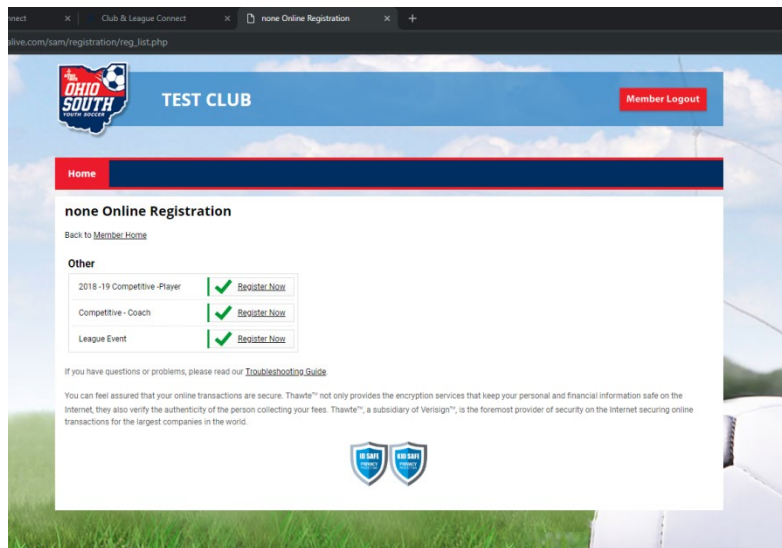 Club & League Connect
none Online Registration
alive.com/sam/registration/reg_list.php
OHIO
SOUTH
YOUTH SOCCER
TEST CLUB
Member Logout
Home
none Online Registration
Back to Member Home
Other
2018 -19 Competitive -Player Register Now
Competitive - Coach Register Now
League Event Register Now
If you have questions or problems, please read our Troubleshooting Guide.
You can feel assured that your online transactions are secure. Thawte™ not only provides the encryption services that keep your personal and financial information safe on the
Internet, they also verify the authenticity of the person collecting your fees. Thawte™, a subsidiary of Verisign™, is the foremost provider of security on the Internet securing online
transactions for the largest companies in the world.
ID SAFE
PRIVACY
KID SAFE
PRIVACY